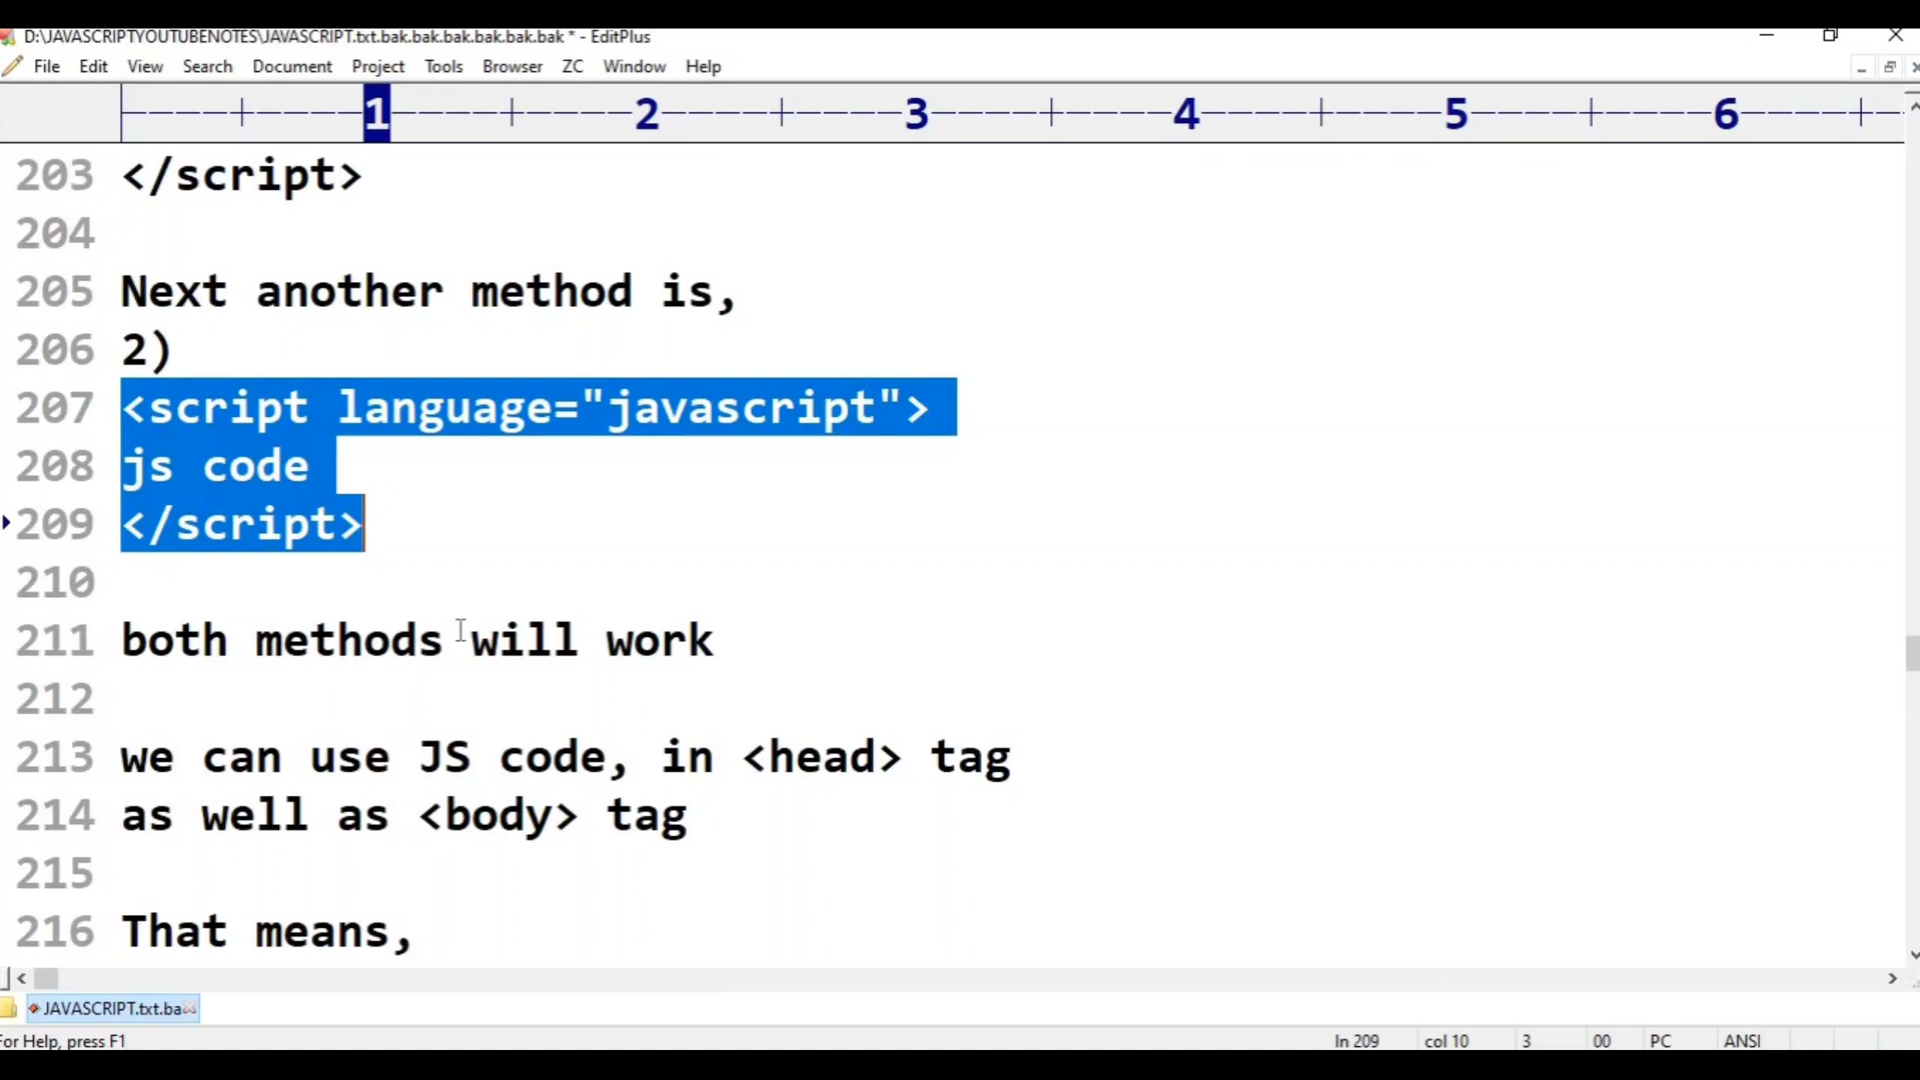 D:\JAVASCRIPTYOUTUBENOTES\JAVASCRIPT.txt.bak.bak.bak.bak.bak.bak * - EditPlus
File Edit View Search Document Project Tools Browser ZC Window Help
1 2 3 4 5 6
203 </script>
204
205 Next another method is,
206 2)
207 <script language="javascript">
208 js code
209 </script>
210
211 both methods will work
212
213 we can use JS code, in <head> tag
214 as well as <body> tag
215
216 That means,
JAVASCRIPT.txt.ba
For Help, press F1 ln 209 col 10 3 00 PC ANSI